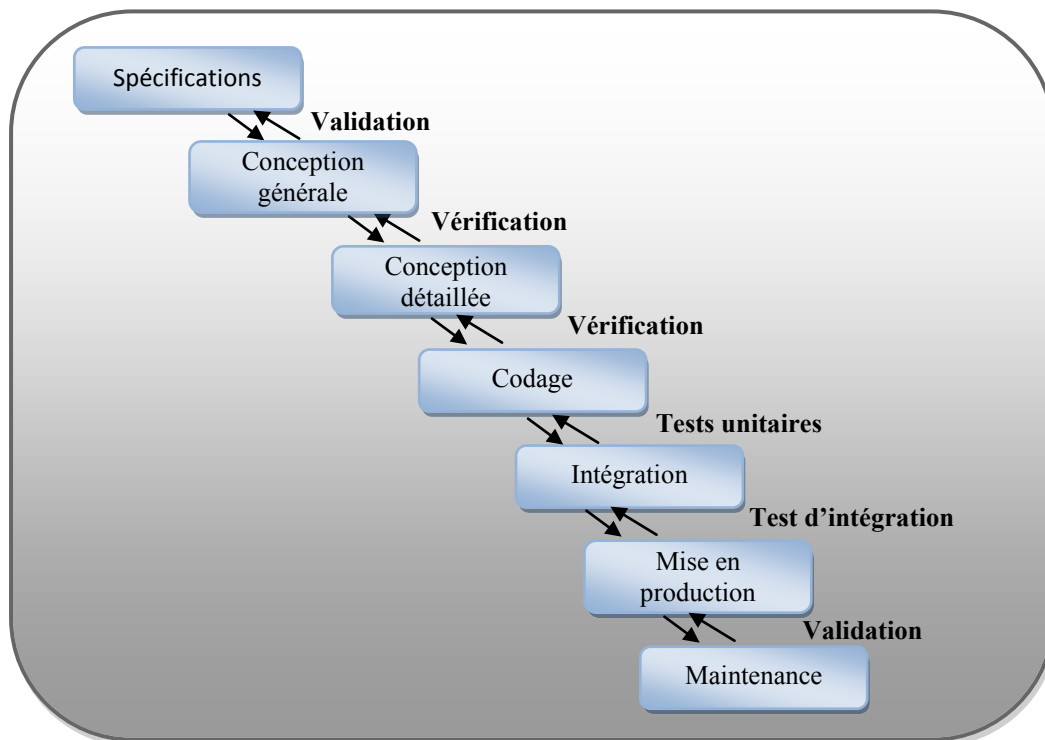 Spécifications
Validation
Conception
générale
Vérification
Conception
détaillée
Vérification
Codage
Tests unitaires
Intégration
Test d’intégration
Mise en
production
Validation
Maintenance